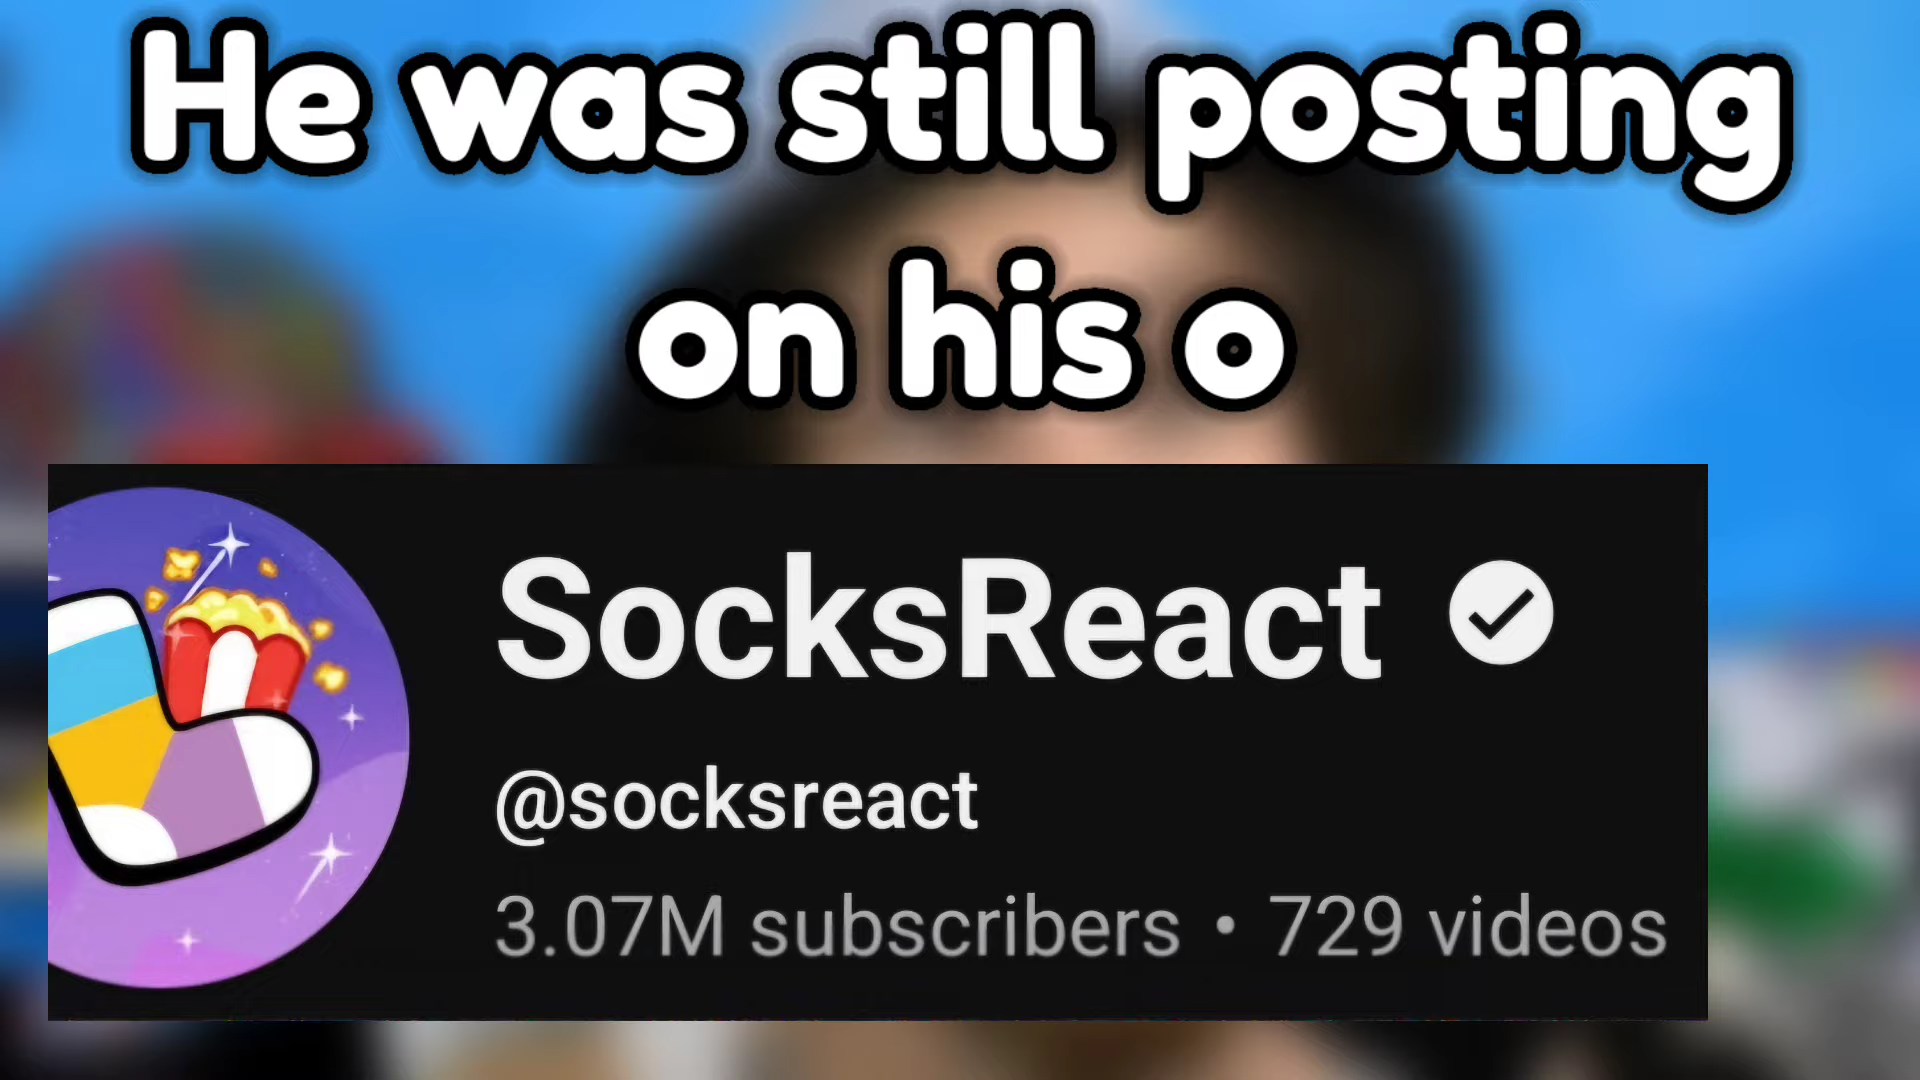 He was still posting
on his o
SocksReact
@socksreact
3.07M subscribers • 729 videos